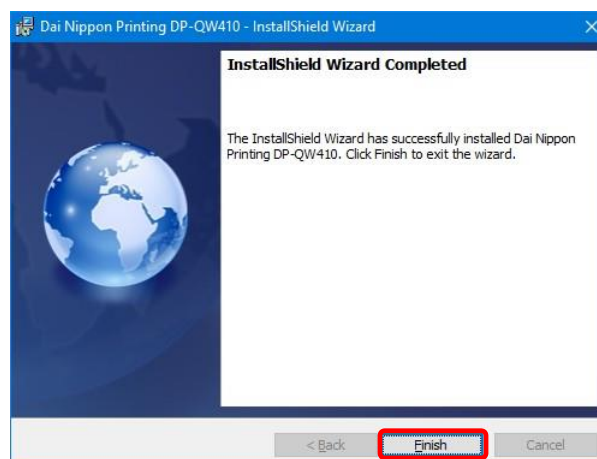 Dai Nippon Printing DP-QW410 - InstallShield Wizard
InstallShield Wizard Completed
The InstallShield Wizard has successfully installed Dai Nippon
Printing DP-QW410. Click Finish to exit the wizard.
< Back Finish Cancel